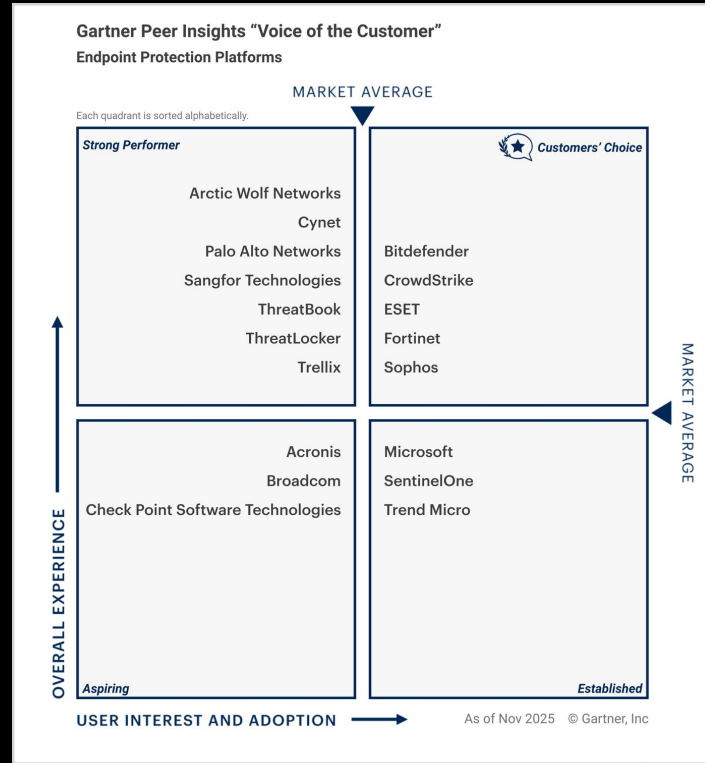 Gartner Peer Insights “Voice of the Customer”
Endpoint Protection Platforms
MARKET AVERAGE
Each quadrant is sorted alphabetically.
Strong Performer
Arctic Wolf Networks
Cynet
Palo Alto Networks
Sangfor Technologies
ThreatBook
ThreatLocker
Trellix
Customers’ Choice
Bitdefender
CrowdStrike
ESET
Fortinet
Sophos
MARKET AVERAGE
Acronis
Broadcom
Check Point Software Technologies
Aspiring
Microsoft
SentinelOne
Trend Micro
Established
OVERALL EXPERIENCE
USER INTEREST AND ADOPTION
As of Nov 2025 © Gartner, Inc